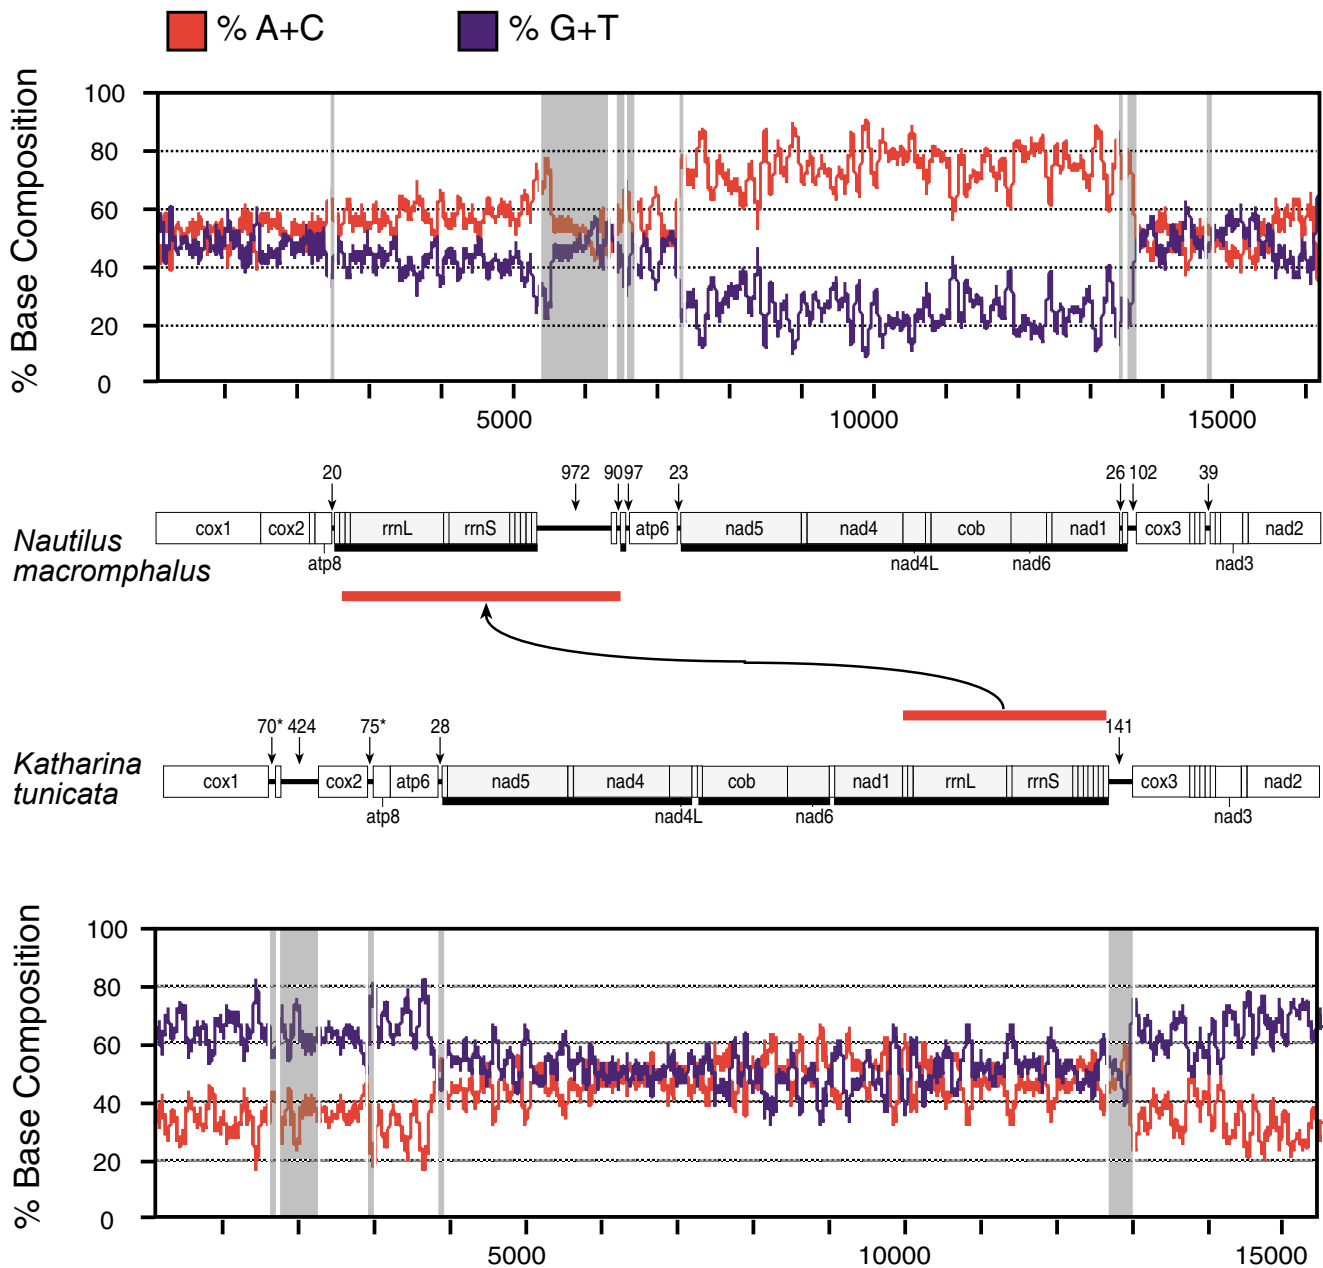 % A+C % G+T
% Base Composition
100
80
60
40
20
0
5000 10000 15000
20 972 90 97 23 26 102 39
Nautilus
macromphalus
cox1 cox2 rrnL rrnS atp6 nad5 nad4 cob nad1 cox3 nad2
atp8 nad4L nad6 nad3
70* 424 75* 28 141
Katharina
tunicata
cox1 cox2 atp6 nad5 nad4 cob nad1 rrnL rrnS cox3 nad2
atp8 nad4L nad6 nad3
% Base Composition
100
80
60
40
20
0
5000 10000 15000